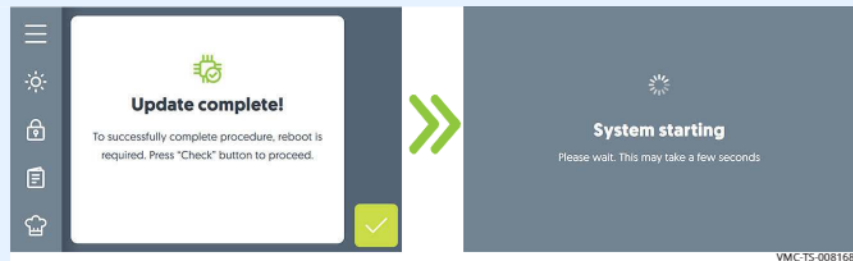 Update complete!
To successfully complete procedure, reboot is
required. Press "Check" button to proceed.
System starting
Please wait. This may take a few seconds
VMC-TS-008168